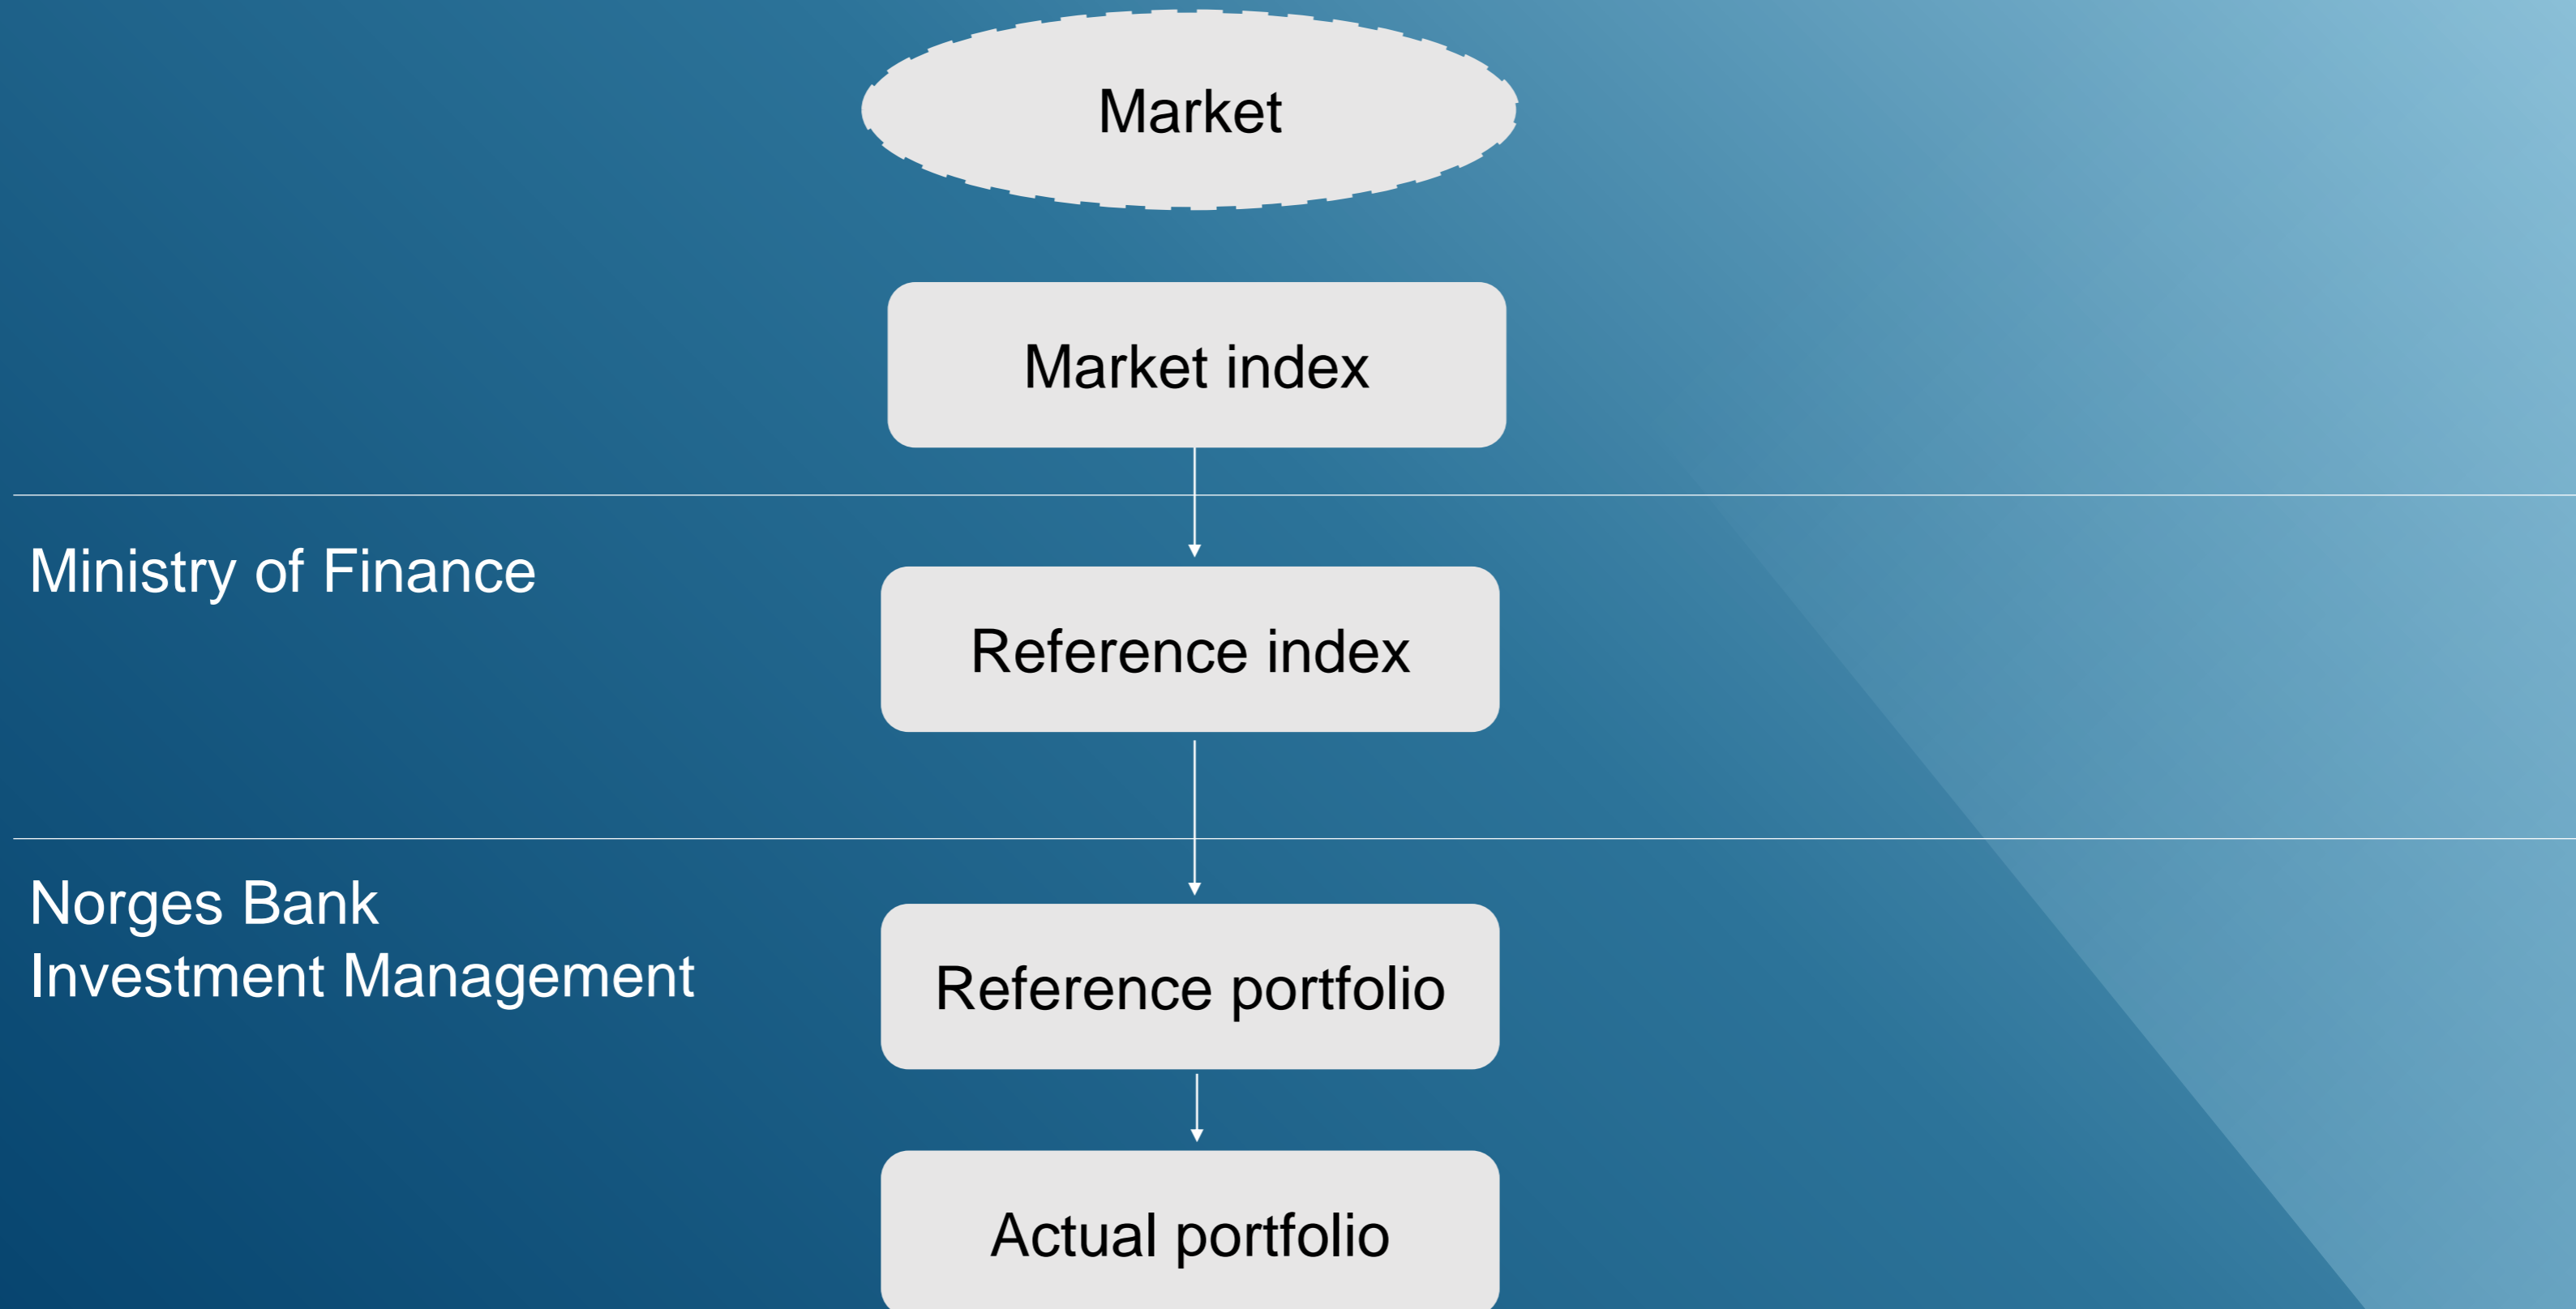 Market
Market index
Ministry of Finance
Reference index
Norges Bank
Investment Management
Reference portfolio
Actual portfolio